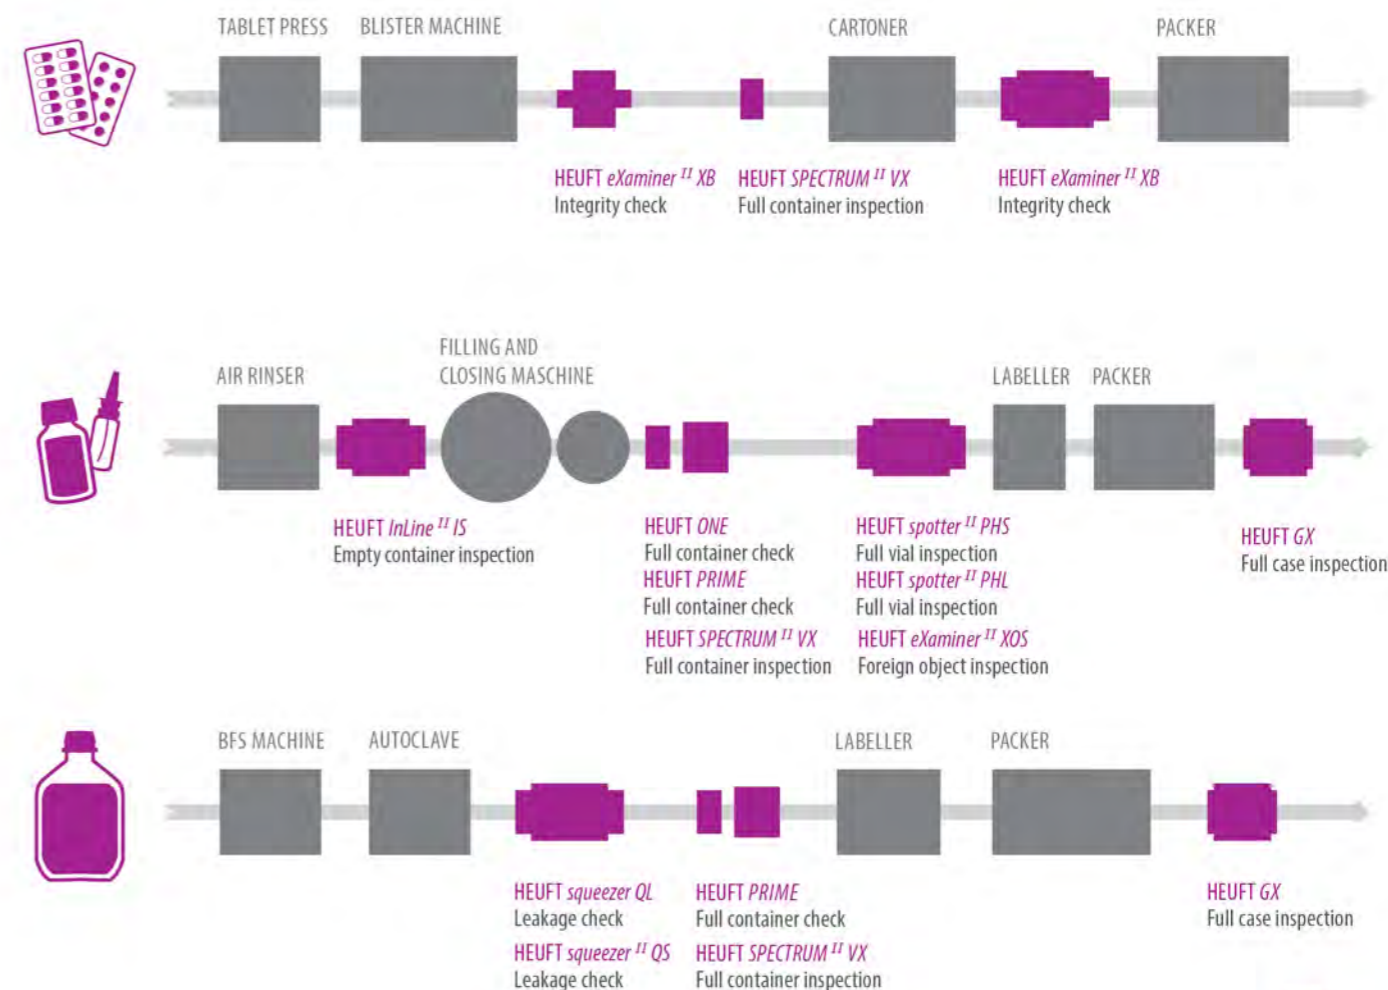 TABLET PRESS
BLISTER MACHINE
CARTONER
PACKER
HEUFT eXaminer II XB
Integrity check
HEUFT SPECTRUM II VX
Full container inspection
HEUFT eXaminer II XB
Integrity check
AIR RINSER
FILLING AND
CLOSING MASCHINE
LABELLER
PACKER
HEUFT InLine II IS
Empty container inspection
HEUFT ONE
Full container check
HEUFT PRIME
Full container check
HEUFT SPECTRUM II VX
Full container inspection
HEUFT spotter II PHS
Full vial inspection
HEUFT spotter II PHL
Full vial inspection
HEUFT eXaminer II XOS
Foreign object inspection
HEUFT GX
Full case inspection
BFS MACHINE
AUTOCLAVE
LABELLER
PACKER
HEUFT squeezer QL
Leakage check
HEUFT squeezer II QS
Leakage check
HEUFT PRIME
Full container check
HEUFT SPECTRUM II VX
Full container inspection
HEUFT GX
Full case inspection